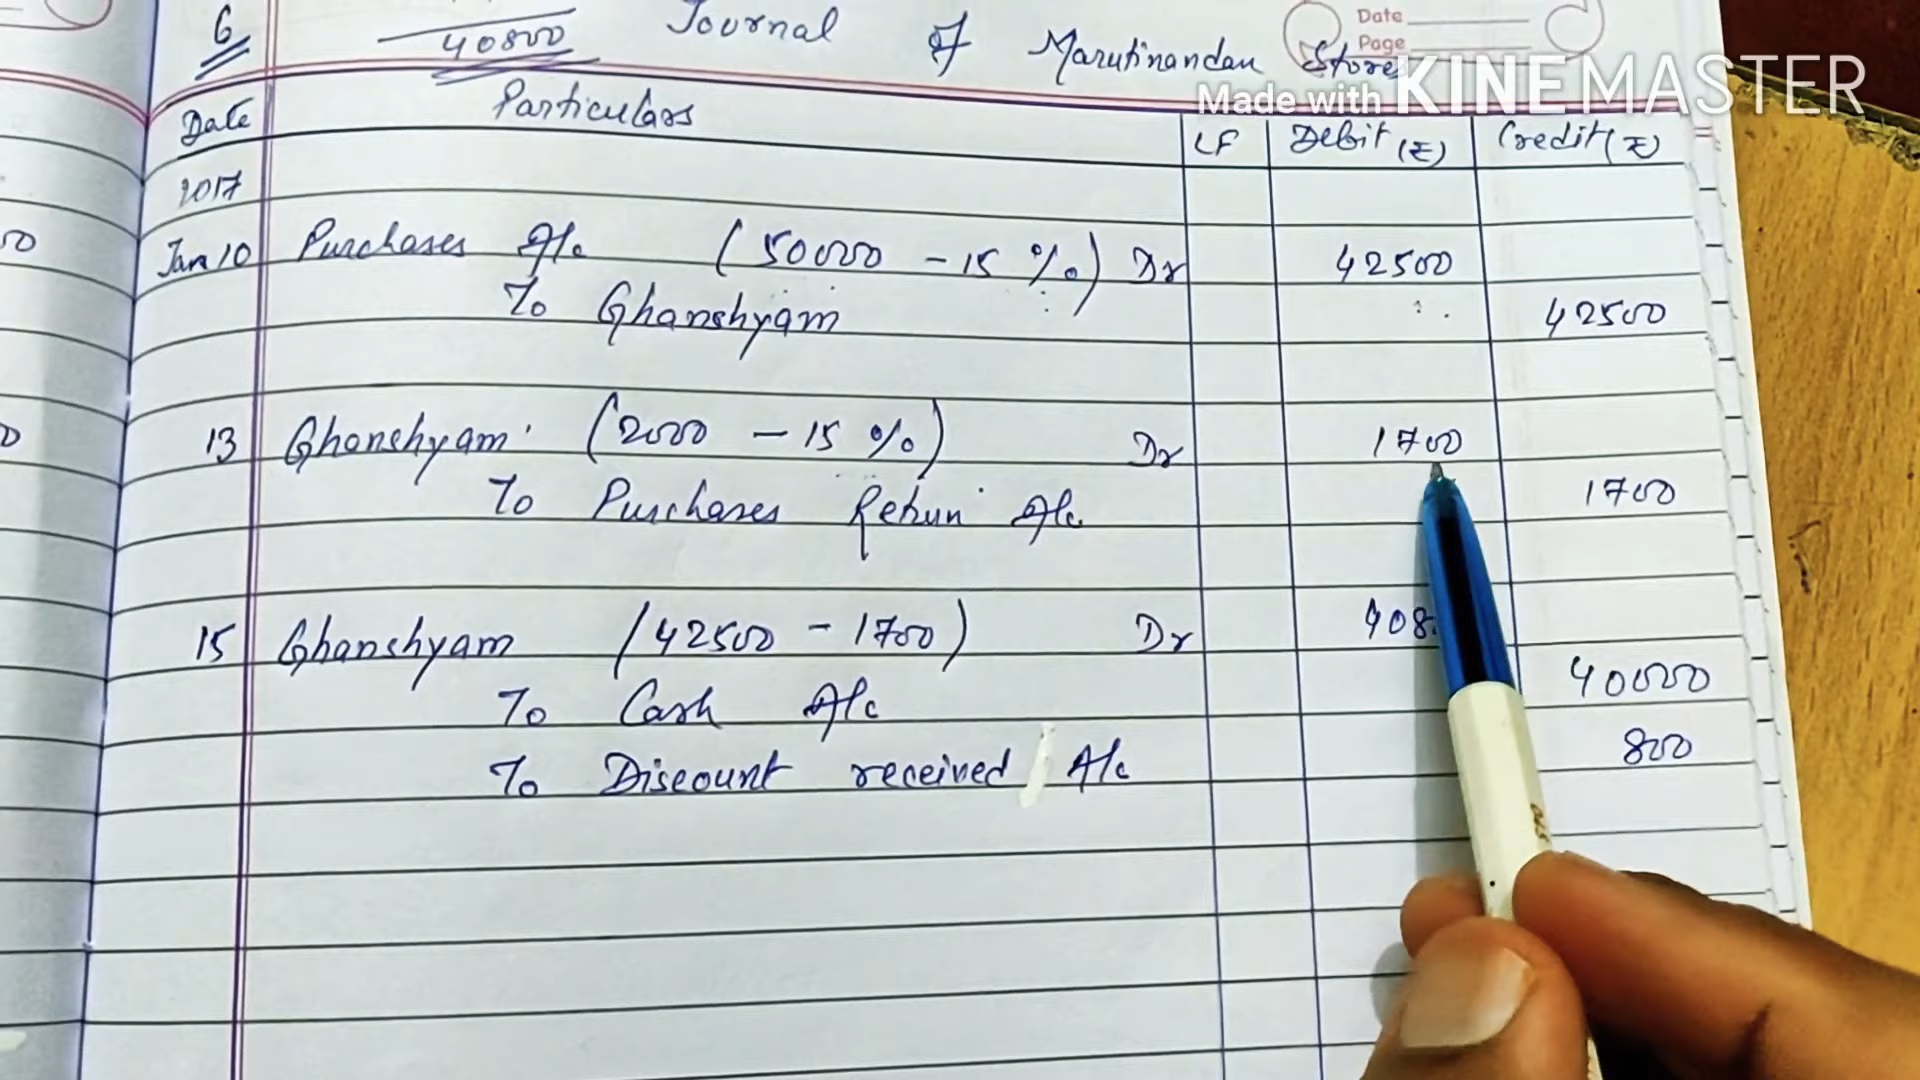 6
40800
Journal of Marutinandan Stores
Date
Page
Made with KINEMASTER
Date Particulars LF Debit (₹) Credit (₹)
2017
Jan 10 Purchases A/c (50000 - 15 %) Dr 42500
To Ghanshyam 42500
13 Ghanshyam (2000 - 15 %) Dr 1700
To Purchases Retun A/c 1700
15 Ghanshyam (42500 - 1700) Dr 408
To Cash A/c 40000
To Discount received A/c 800